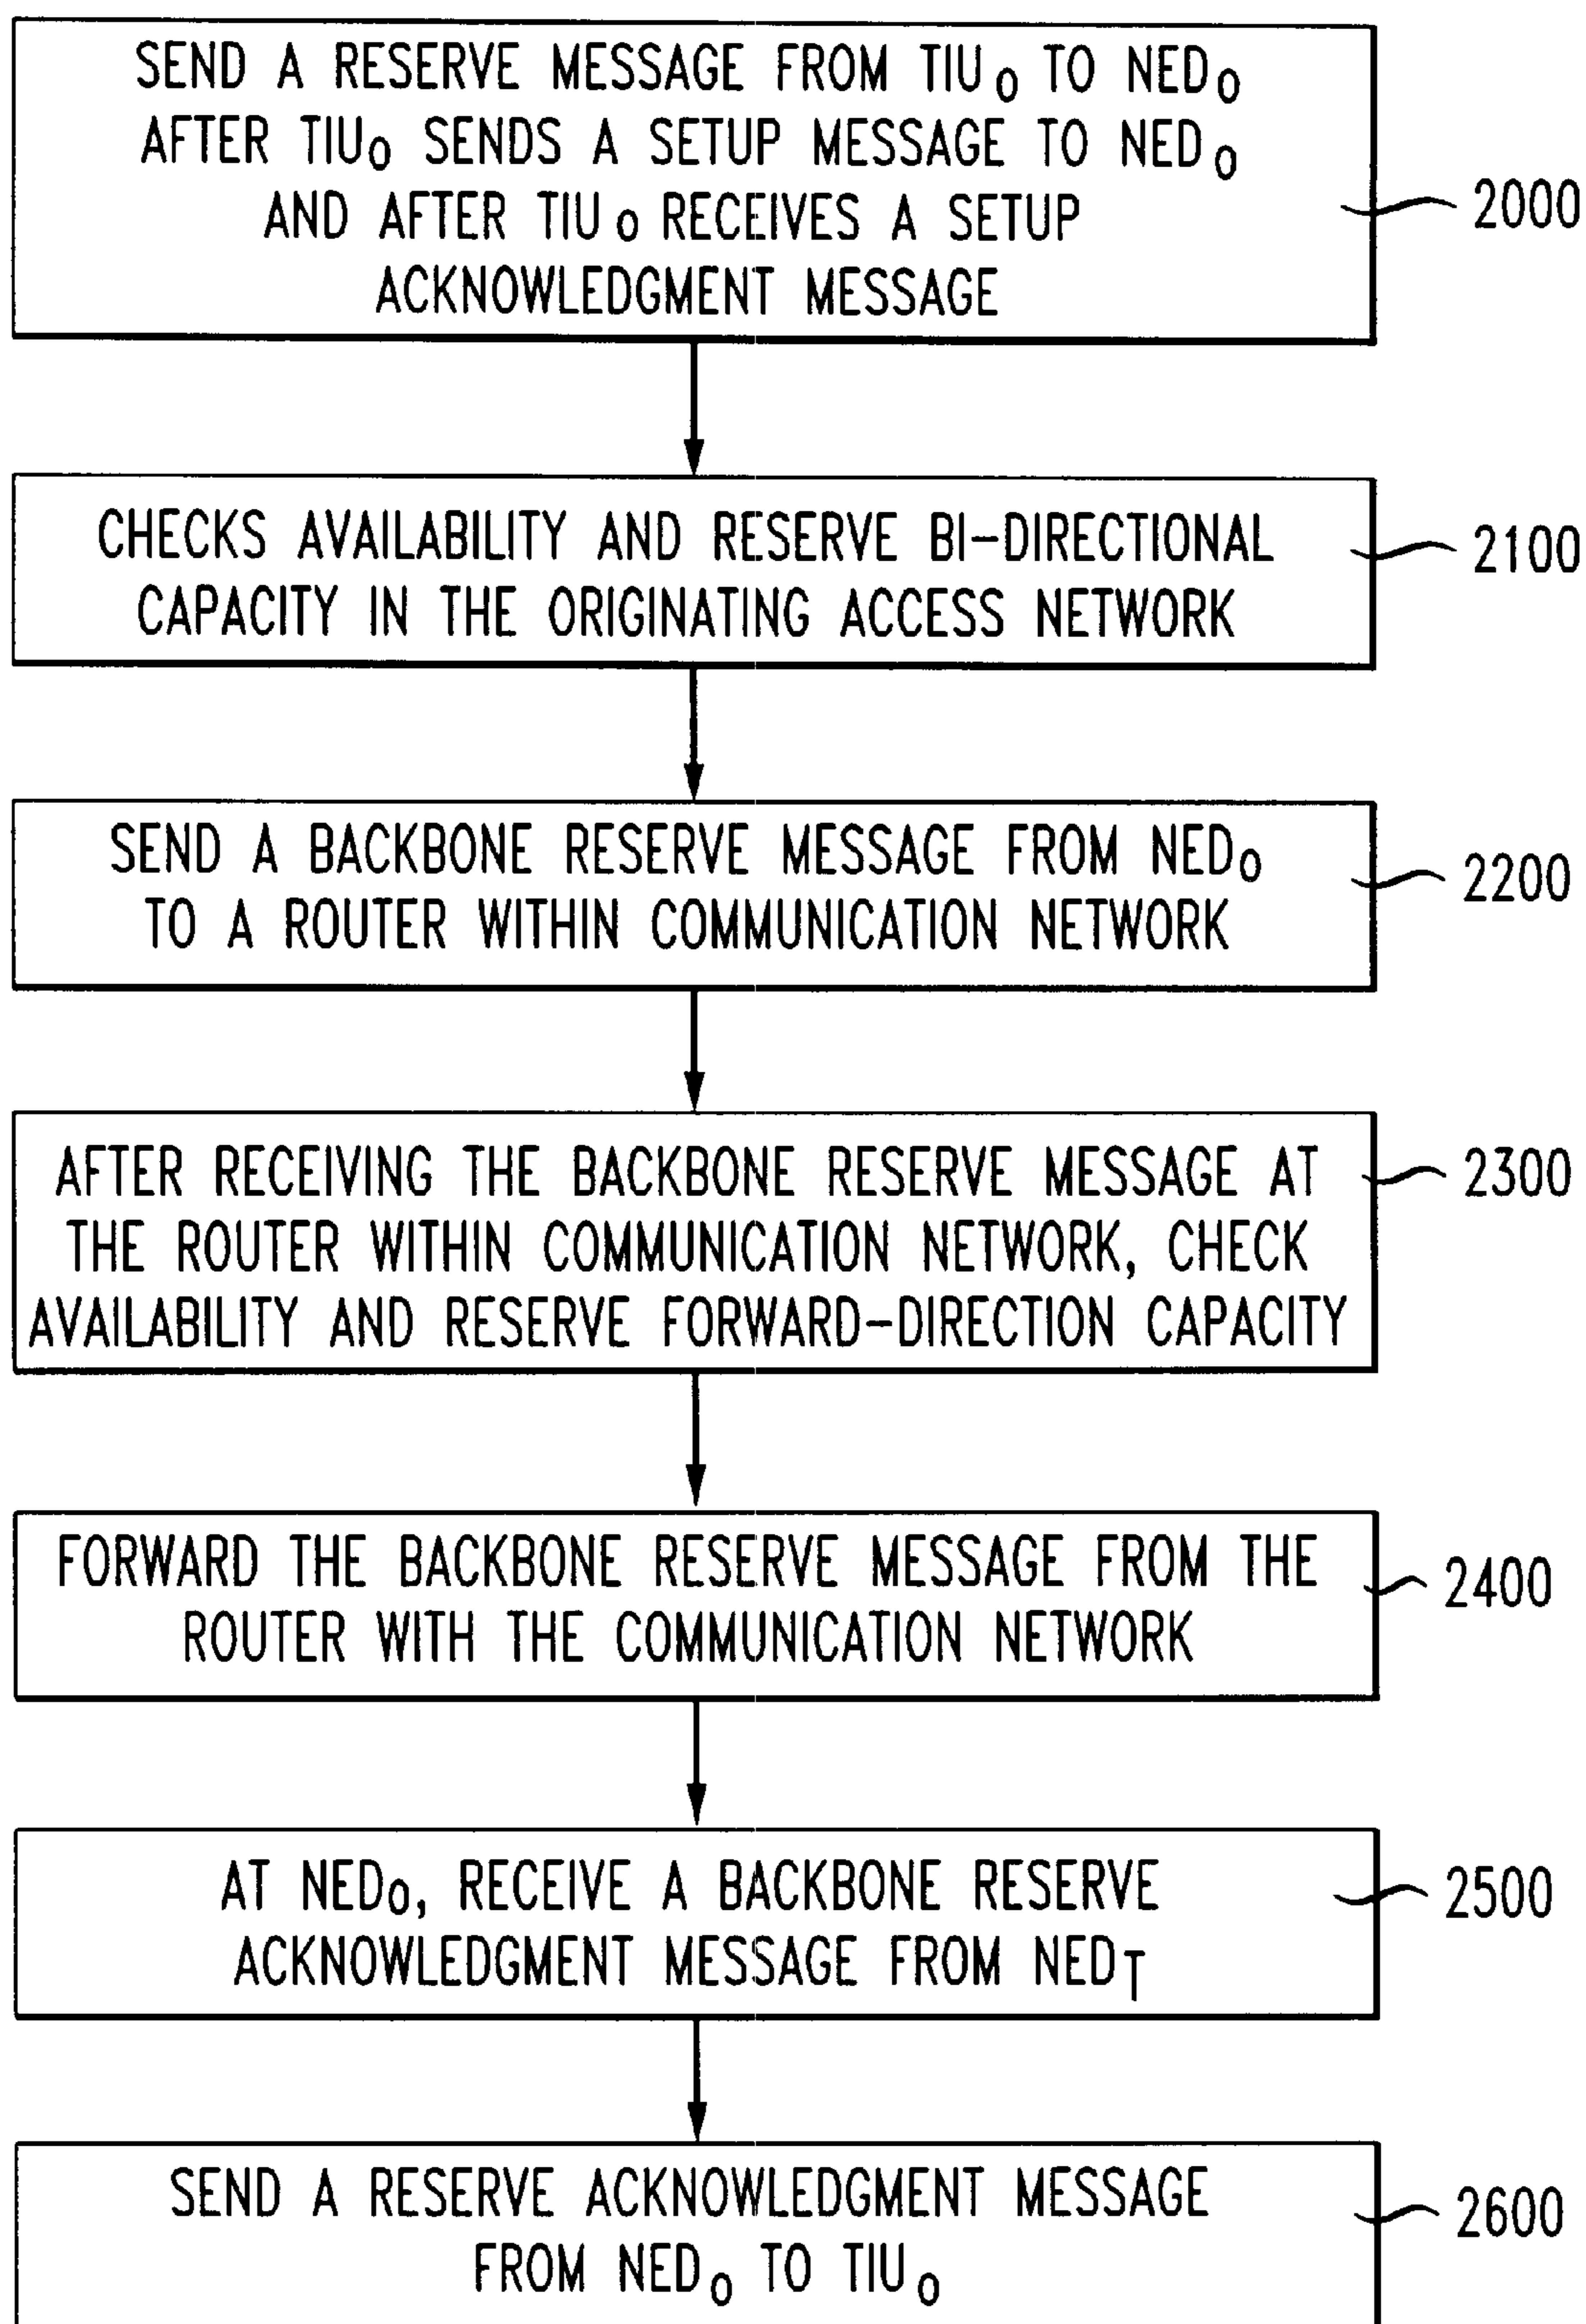 SEND A RESERVE MESSAGE FROM TIU₀ TO NED₀
AFTER TIU₀ SENDS A SETUP MESSAGE TO NED₀
AND AFTER TIU₀ RECEIVES A SETUP
ACKNOWLEDGMENT MESSAGE
2000
CHECKS AVAILABILITY AND RESERVE BI-DIRECTIONAL
CAPACITY IN THE ORIGINATING ACCESS NETWORK
2100
SEND A BACKBONE RESERVE MESSAGE FROM NED₀
TO A ROUTER WITHIN COMMUNICATION NETWORK
2200
AFTER RECEIVING THE BACKBONE RESERVE MESSAGE AT
THE ROUTER WITHIN COMMUNICATION NETWORK, CHECK
AVAILABILITY AND RESERVE FORWARD-DIRECTION CAPACITY
2300
FORWARD THE BACKBONE RESERVE MESSAGE FROM THE
ROUTER WITH THE COMMUNICATION NETWORK
2400
AT NED₀, RECEIVE A BACKBONE RESERVE
ACKNOWLEDGMENT MESSAGE FROM NEDT
2500
SEND A RESERVE ACKNOWLEDGMENT MESSAGE
FROM NED₀ TO TIU₀
2600